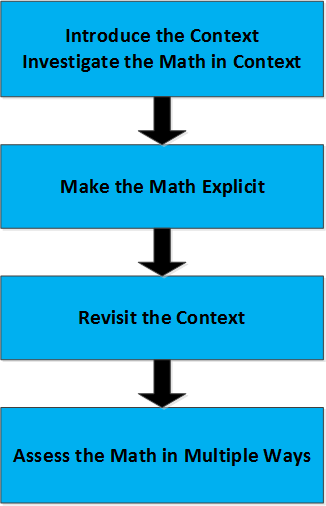 Introduce the Context
Investigate the Math in Context
Make the Math Explicit
Revisit the Context
Assess the Math in Multiple Ways